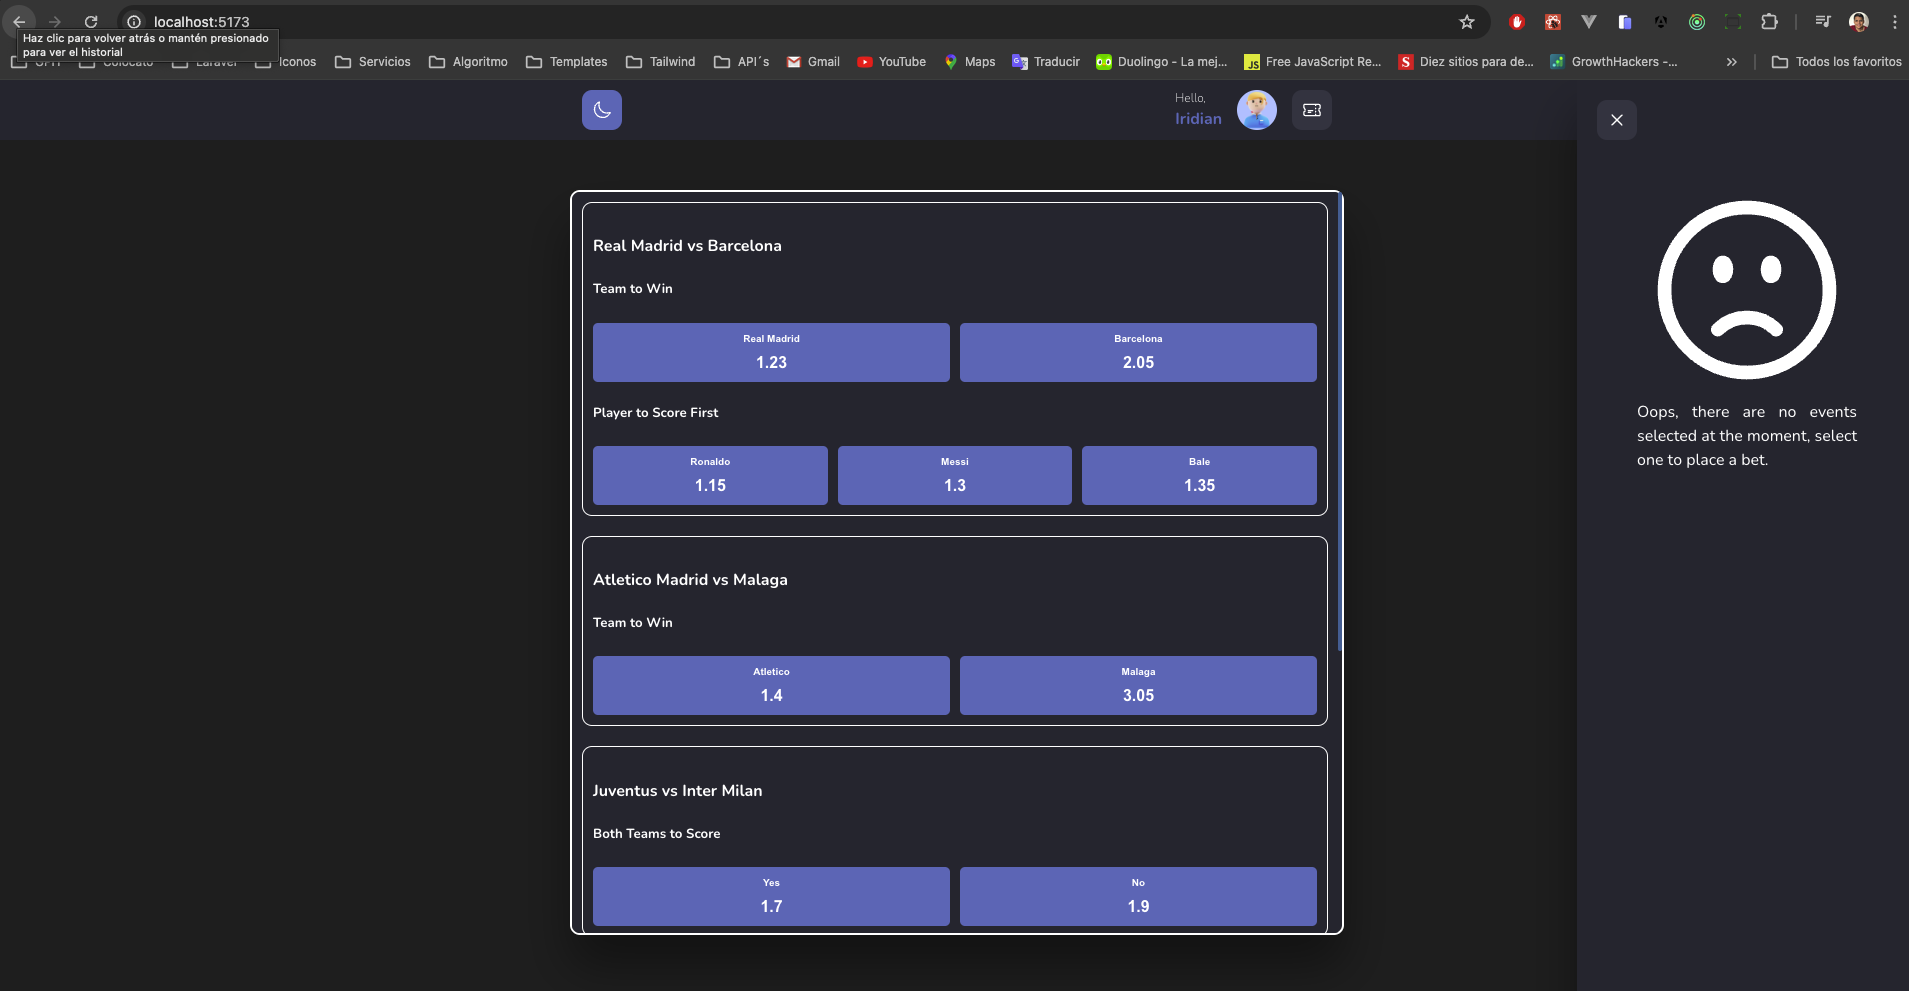 localhost:5173
Haz clic para volver atrás o mantén presionado
para ver el historial
Iconos
Servicios
Algoritmo
Templates
Tailwind
API´s
Gmail
YouTube
Maps
Traducir
Duolingo - La mej...
Free JavaScript Re...
Diez sitios para de...
GrowthHackers -...
»
Todos los favoritos
Hello,
Iridian
Real Madrid vs Barcelona
Team to Win
Real Madrid
1.23
Barcelona
2.05
Player to Score First
Ronaldo
1.15
Messi
1.3
Bale
1.35
Atletico Madrid vs Malaga
Team to Win
Atletico
1.4
Malaga
3.05
Juventus vs Inter Milan
Both Teams to Score
Yes
1.7
No
1.9
Oops, there are no events
selected at the moment, select
one to place a bet.